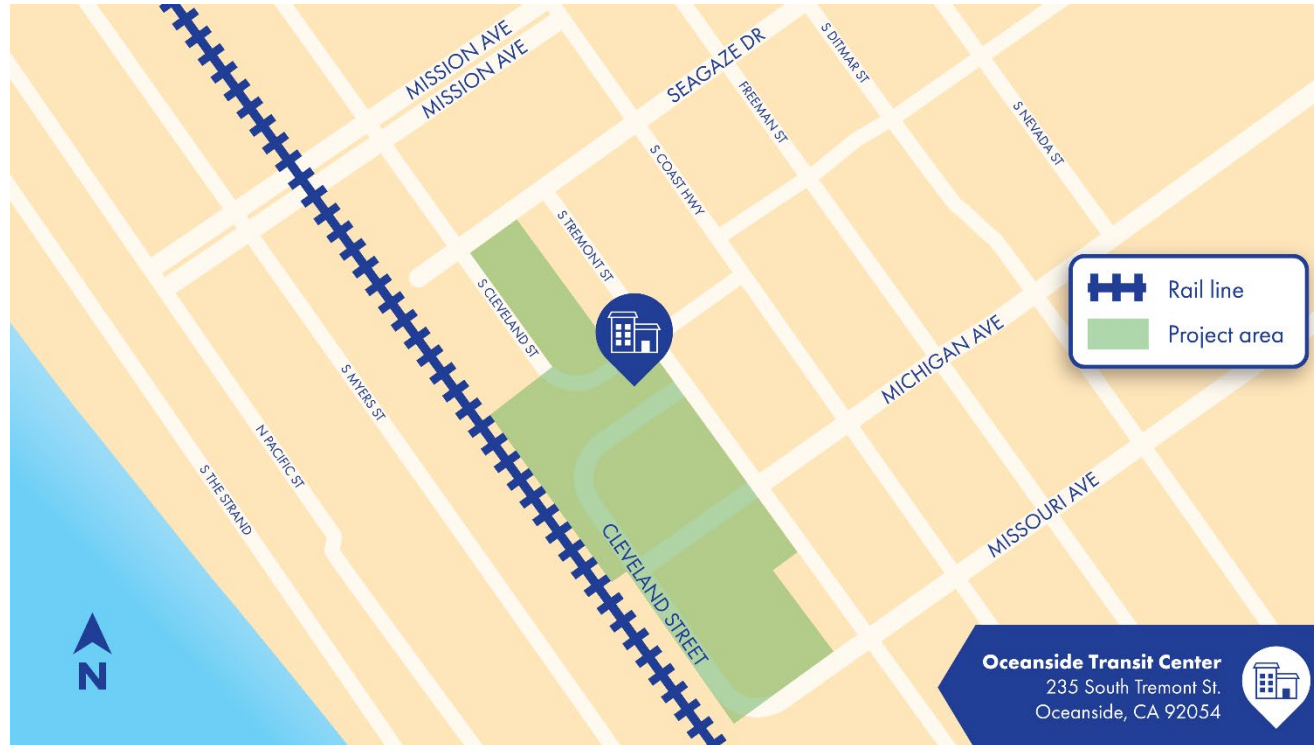 MISSION AVE
MISSION AVE
SEAGAZE DR
S DITMAR ST
FREEMAN ST
S NEVADA ST
S COAST HWY
S TREMONT ST
S CLEVELAND ST
S MYERS ST
N PACIFIC ST
S THE STRAND
MICHIGAN AVE
MISSOURI AVE
CLEVELAND STREET
Rail line
Project area
N
Oceanside Transit Center
235 South Tremont St.
Oceanside, CA 92054